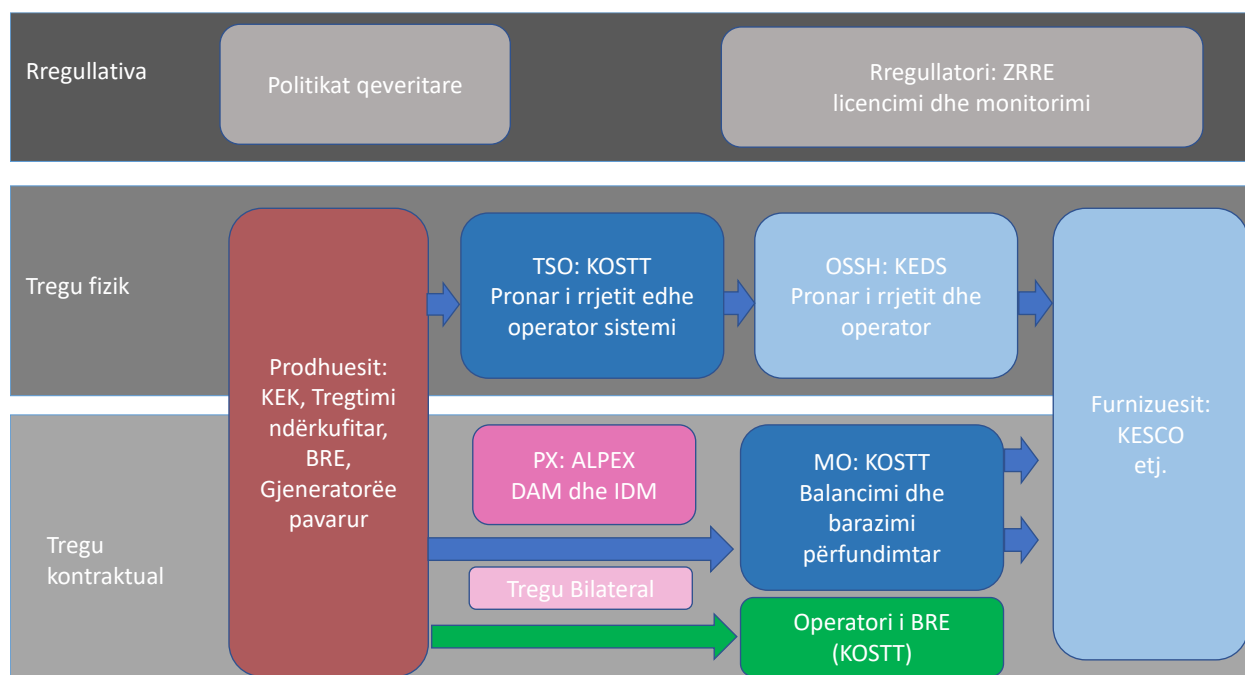 Rregullativa
Politikat qeveritare
Rregullatori: ZRRE
licencimi dhe monitorimi
Tregu fizik
Prodhuesit:
KEK, Tregtimi
ndërkufitar,
BRE,
Gjeneratorëe
pavarur
TSO: KOSTT
Pronar i rrjetit edhe
operator sistemi
OSSH: KEDS
Pronar i rrjetit dhe
operator
Furnizuesit:
KESCO
etj.
Tregu
kontraktual
PX: ALPEX
DAM dhe IDM
Tregu Bilateral
MO: KOSTT
Balancimi dhe
barazimi
përfundimtar
Operatori i BRE
(KOSTT)